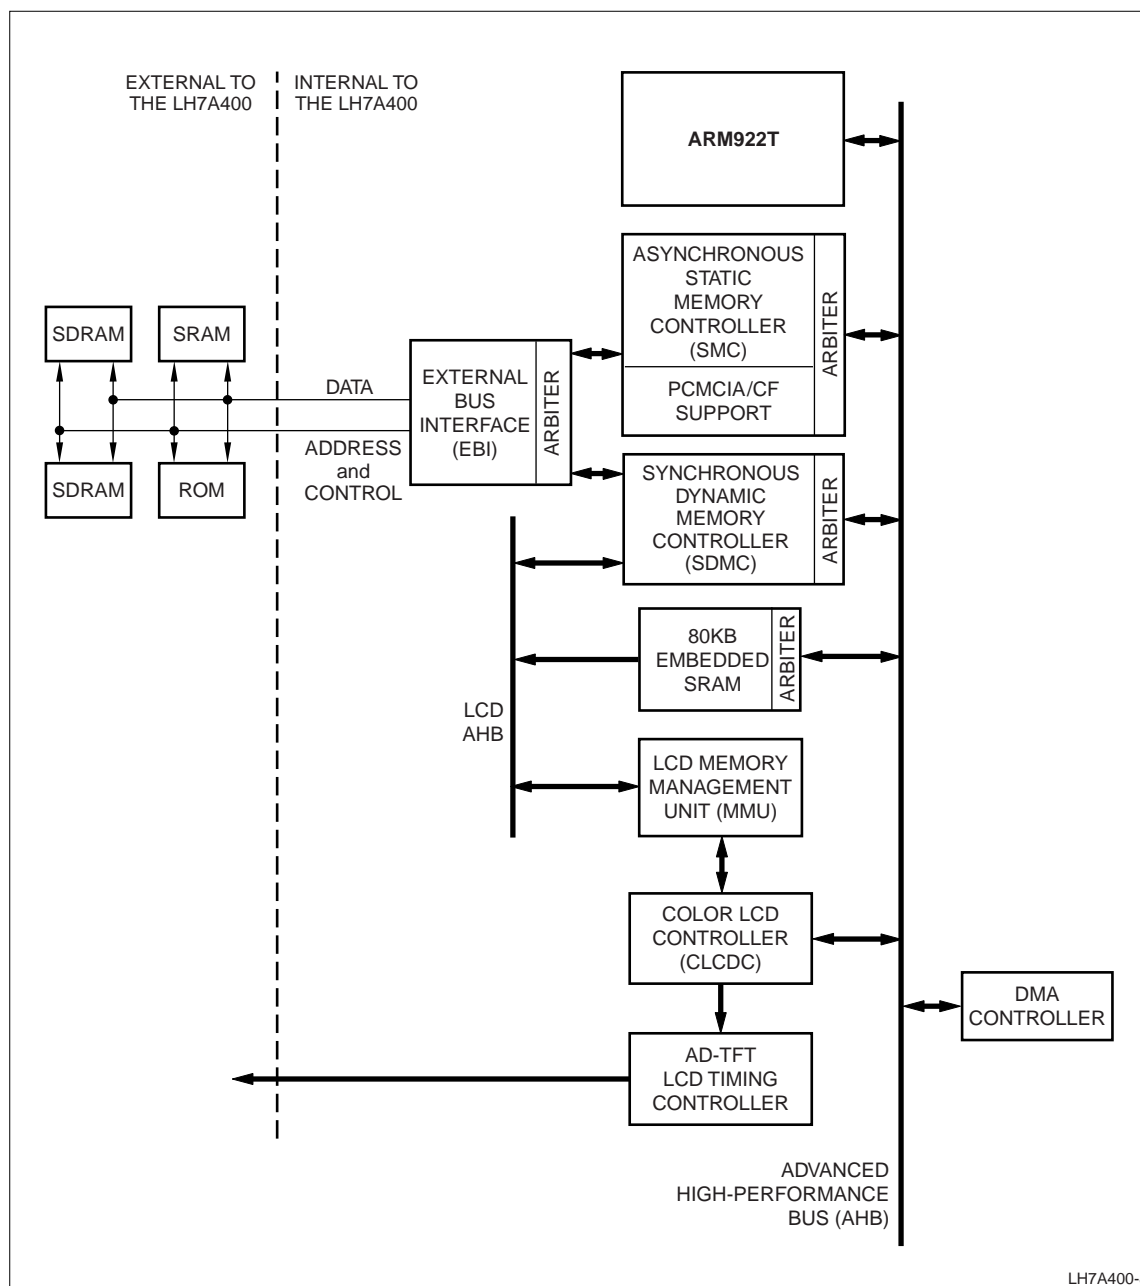 EXTERNAL TO
THE LH7A400
INTERNAL TO
THE LH7A400
ARM922T
ASYNCHRONOUS
STATIC
MEMORY
CONTROLLER
(SMC)
PCMCIA/CF
SUPPORT
ARBITER
SDRAM
SRAM
SDRAM
ROM
DATA
ADDRESS
and
CONTROL
EXTERNAL
BUS
INTERFACE
(EBI)
ARBITER
SYNCHRONOUS
DYNAMIC
MEMORY
CONTROLLER
(SDMC)
ARBITER
80KB
EMBEDDED
SRAM
ARBITER
LCD
AHB
LCD MEMORY
MANAGEMENT
UNIT (MMU)
COLOR LCD
CONTROLLER
(CLCDC)
DMA
CONTROLLER
AD-TFT
LCD TIMING
CONTROLLER
ADVANCED
HIGH-PERFORMANCE
BUS (AHB)
LH7A400-